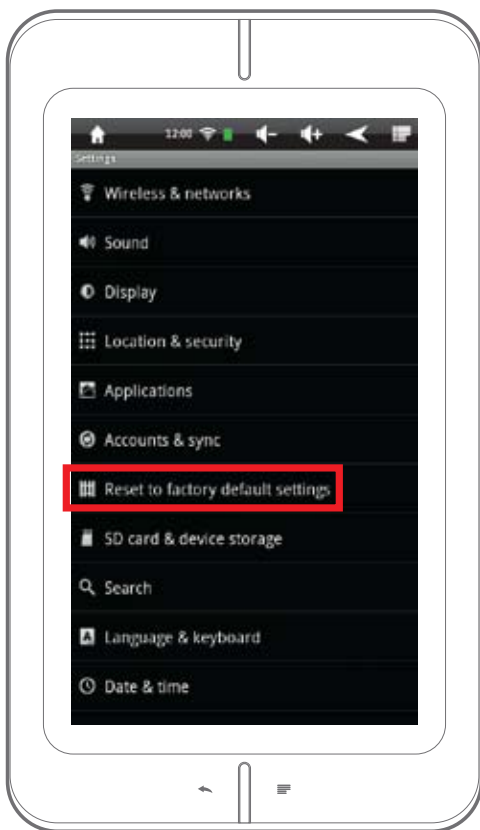 12:00
Settings
Wireless & networks
Sound
Display
Location & security
Applications
Accounts & sync
Reset to factory default settings
SD card & device storage
Search
Language & keyboard
Date & time